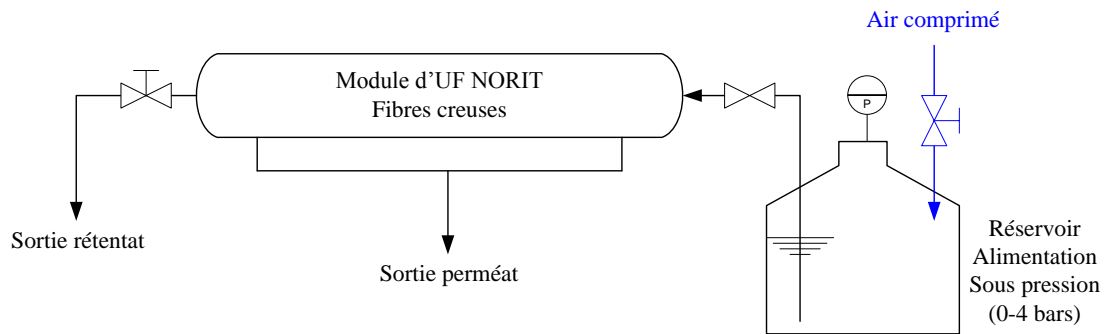 Air comprimé
Module d'UF NORIT
Fibres creuses
P
Sortie rétentat
Sortie perméat
Réservoir
Alimentation
Sous pression
(0-4 bars)